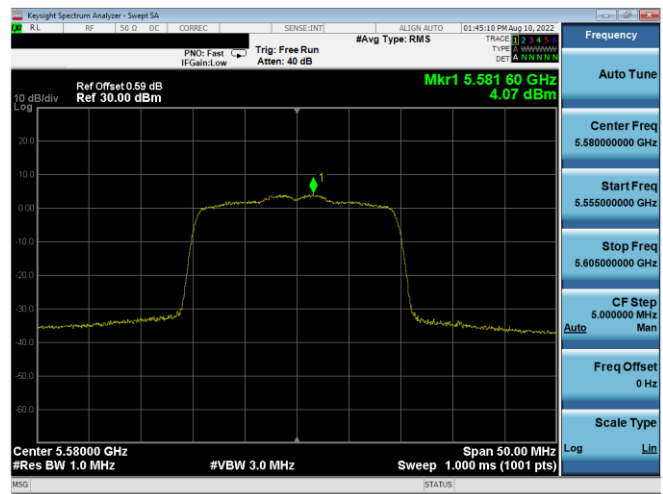 Keysight Spectrum Analyzer - Swept SA
RL RF 50 Ω DC CORREC SENSE:INT ALIGN AUTO 01:45:10 PM Aug 10, 2022
PNO: Fast
IFGain:Low
Trig: Free Run
Atten: 40 dB
#Avg Type: RMS
TRACE 1 2 3 4 5 6
TYPE A WWWWW
DET A N N N N N
Ref Offset 0.59 dB
Ref 30.00 dBm
10 dB/div
Log
Mkr1 5.581 60 GHz
4.07 dBm
20.0
10.0
0.00
-10.0
-20.0
-30.0
-40.0
-50.0
-60.0
1
Center 5.58000 GHz
#Res BW 1.0 MHz
#VBW 3.0 MHz
Span 50.00 MHz
Sweep 1.000 ms (1001 pts)
MSG
STATUS
Frequency
Auto Tune
Center Freq
5.580000000 GHz
Start Freq
5.555000000 GHz
Stop Freq
5.605000000 GHz
CF Step
5.000000 MHz
Auto Man
Freq Offset
0 Hz
Scale Type
Log Lin